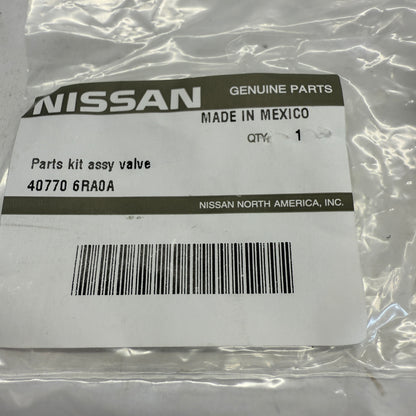 NISSAN
GENUINE PARTS
MADE IN MEXICO
QTY 1
Parts kit assy valve
40770 6RA0A
NISSAN NORTH AMERICA, INC.